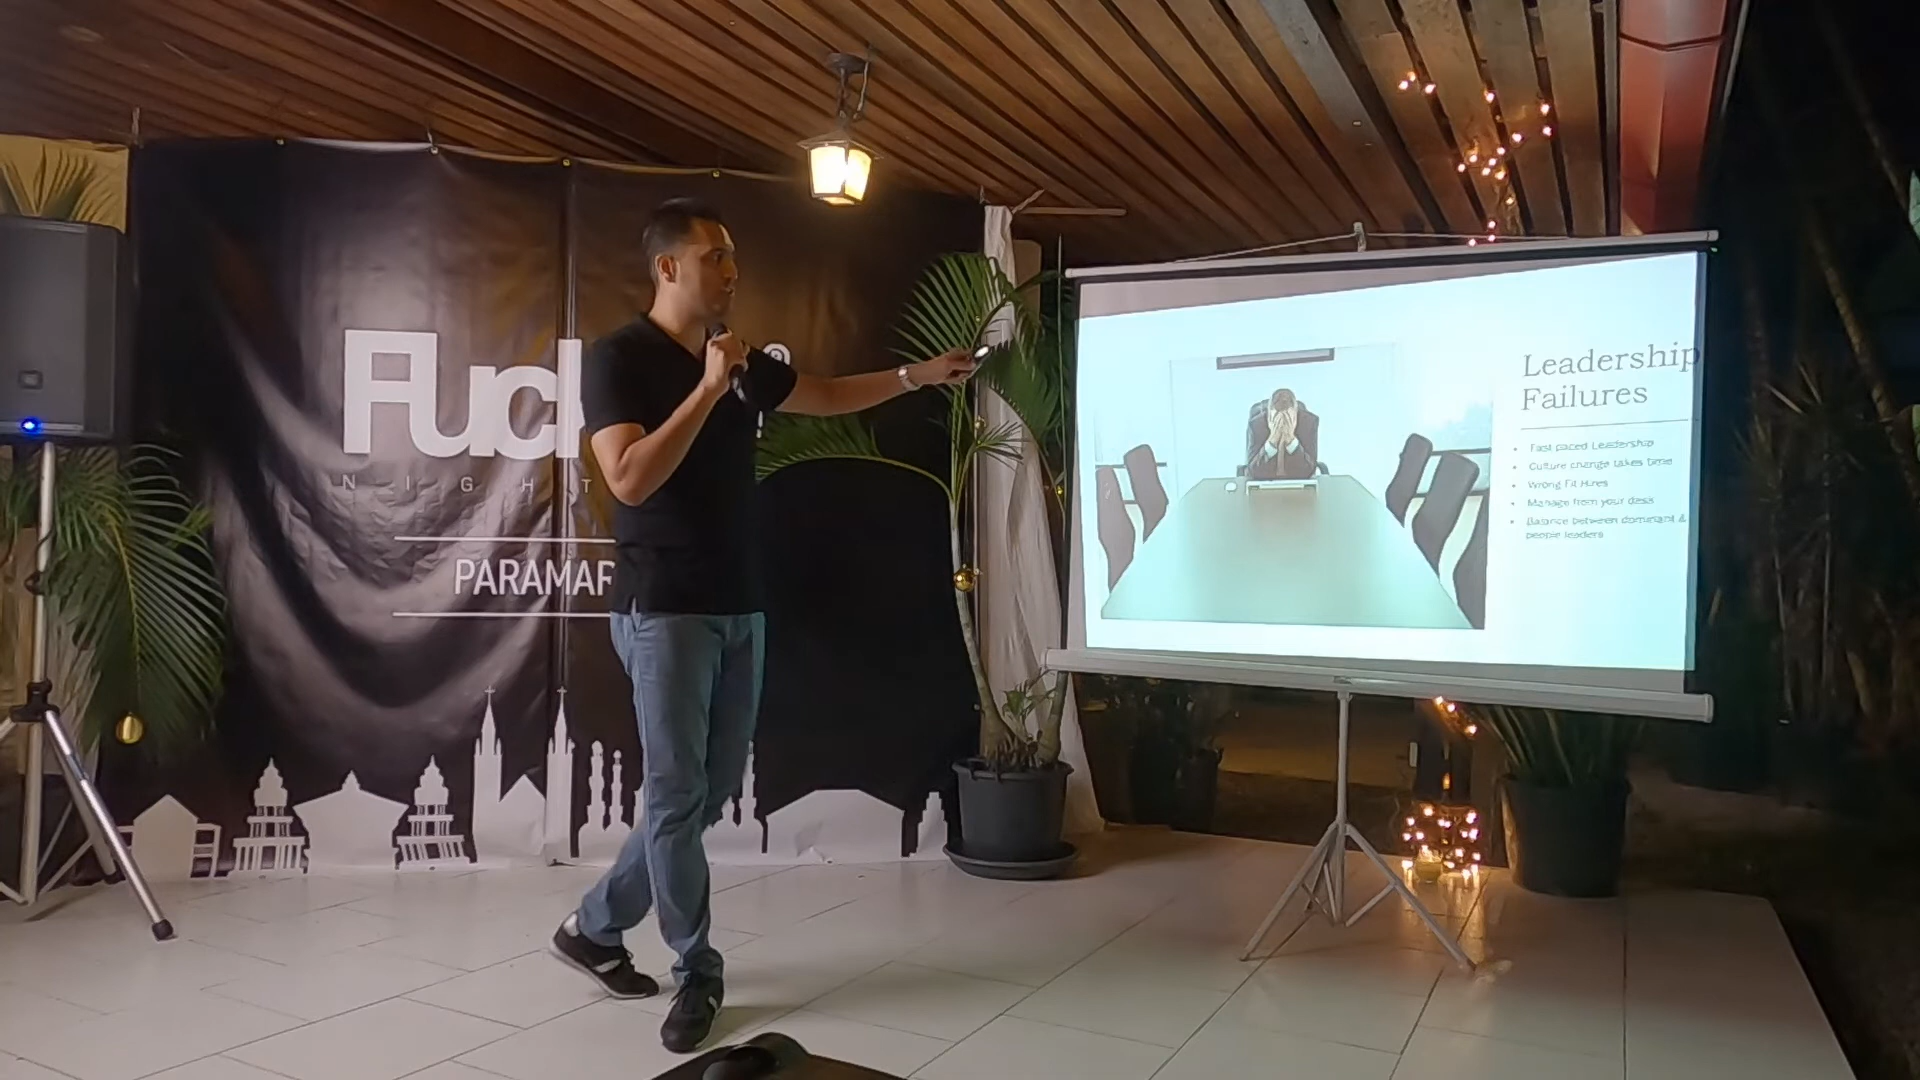 Fuck
NIGHT
PARAMAR
Leadership
Failures
• Fast paced Leadership
• Culture change takes time
• Wrong Fit Hires
• Manage from your desk
• Balance between dominant &
people leaders